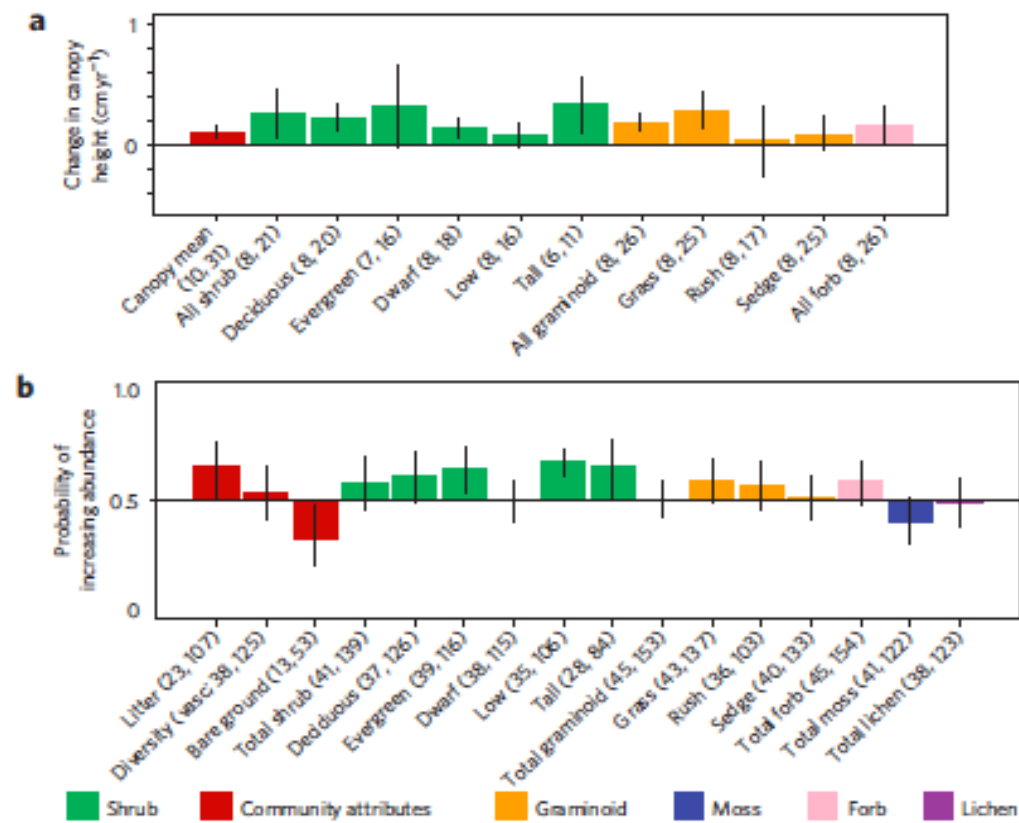 a
Change in canopy
height (cm yr⁻¹)
1
0
Canopy mean
(10, 31)
All shrub (8, 21)
Deciduous (8, 20)
Evergreen (7, 16)
Dwarf (8, 18)
Low (8, 16)
Tall (6, 11)
All graminoid (8, 26)
Grass (8, 25)
Rush (8, 17)
Sedge (8, 25)
All forb (8, 26)
b
Probability of
increasing abundance
1.0
0.5
0
Litter (23, 107)
Diversity (vasc: 38, 125)
Bare ground (13, 53)
Total shrub (41, 139)
Deciduous (37, 126)
Evergreen (39, 116)
Dwarf (38, 115)
Low (35, 106)
Tall (28, 84)
Total graminoid (45, 153)
Grass (43, 137)
Rush (36, 103)
Sedge (40, 133)
Total forb (45, 154)
Total moss (41, 122)
Total lichen (38, 123)
Shrub
Community attributes
Graminoid
Moss
Forb
Lichen